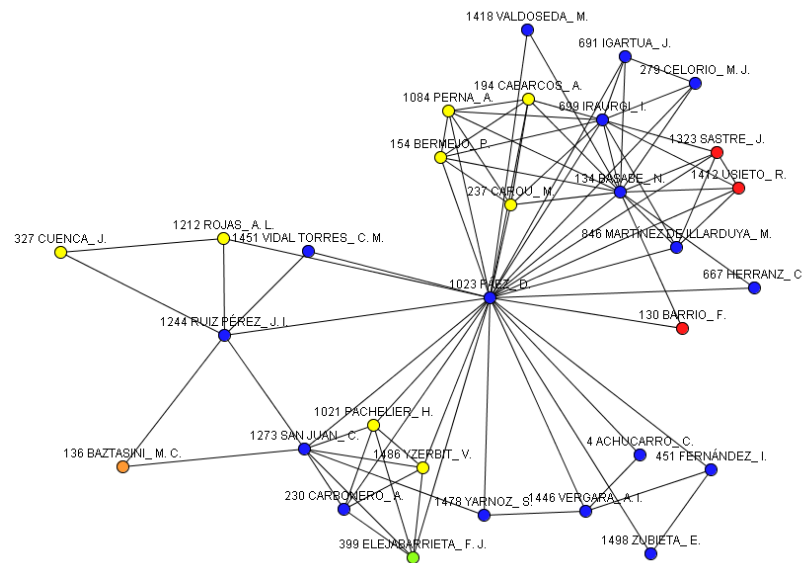 1418 VALDOSEDA_ M.
691 IGARTUA_ J.
279 CELORIO_ M. J.
194 CABARCOS_ A.
1084 PERNA_ A.
699 IRAURGI_ I.
1323 SASTRE_ J.
154 BERMEJO_ P.
1412 USIETO_ R.
134 BASABE_ N.
237 CAROU_ M.
1212 ROJAS_ A. L.
846 MARTINEZ DE ILLARDUYA_ M.
1451 VIDAL TORRES_ C. M.
327 CUENCA_ J.
667 HERRANZ_ C
1023 PÁEZ_ D.
130 BARRIO_ F.
1244 RUIZ PÉREZ_ J. I.
1021 PACHELIER_ H.
4 ACHUCARRO_ C.
1273 SAN JUAN_ C.
136 BAZTASINI_ M. C.
1486 YZERBIT_ V.
451 FERNÁNDEZ_ I.
230 CARBONERO_ A.
1478 YARNOZ_ S.
1446 VERGARA_ A. I.
399 ELEJABARRIETA_ F. J.
1498 ZUBIETA_ E.